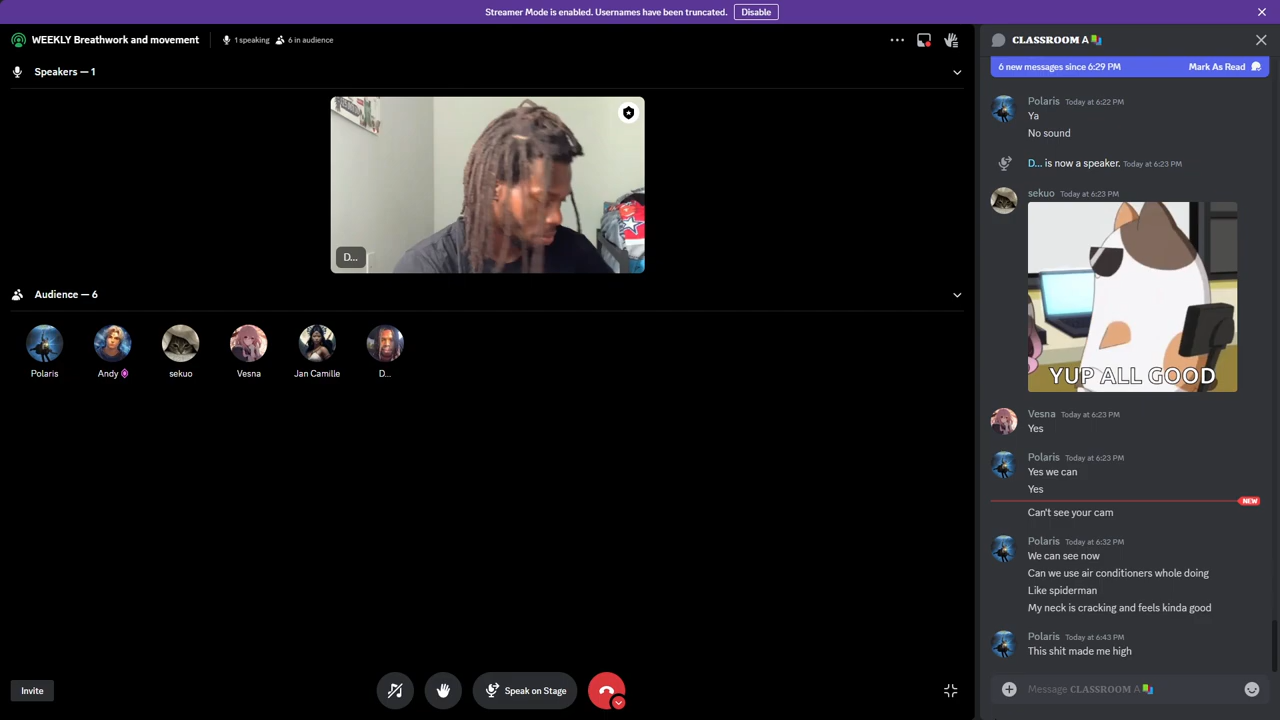 Streamer Mode is enabled. Usernames have been truncated. Disable
WEEKLY Breathwork and movement
1 speaking
6 in audience
Speakers — 1
D...
Audience — 6
Polaris
Andy
sekuo
Vesna
Jan Camille
D...
Invite
Speak on Stage
CLASSROOM A
6 new messages since 6:29 PM
Mark As Read
Polaris Today at 6:22 PM
Ya
No sound
D... is now a speaker. Today at 6:23 PM
sekuo Today at 6:23 PM
YUP ALL GOOD
Vesna Today at 6:23 PM
Yes
Polaris Today at 6:23 PM
Yes we can
Yes
NEW
Can't see your cam
Polaris Today at 6:32 PM
We can see now
Can we use air conditioners whole doing
Like spiderman
My neck is cracking and feels kinda good
Polaris Today at 6:43 PM
This shit made me high
Message CLASSROOM A